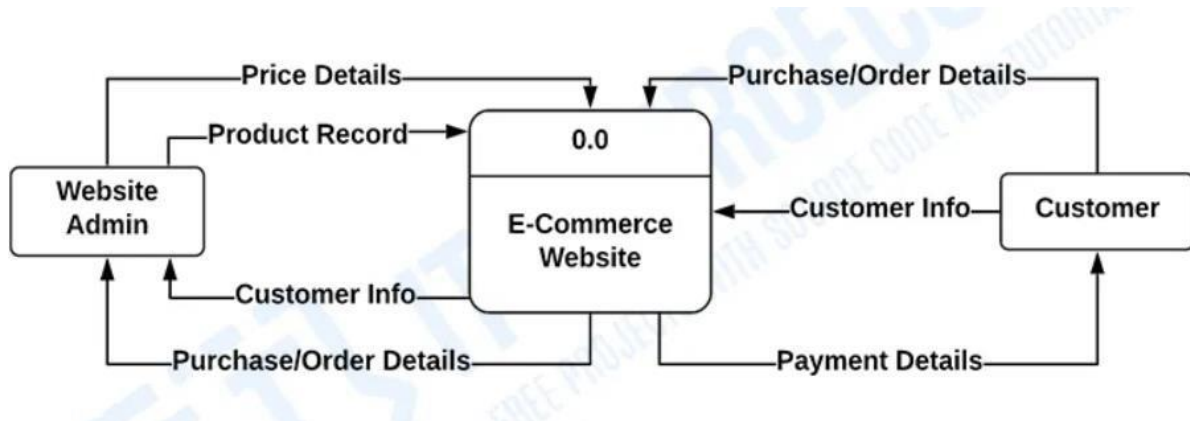 Price Details
Purchase/Order Details
Product Record
0.0
Website
Admin
E-Commerce
Website
Customer Info
Customer
Customer Info
Purchase/Order Details
Payment Details